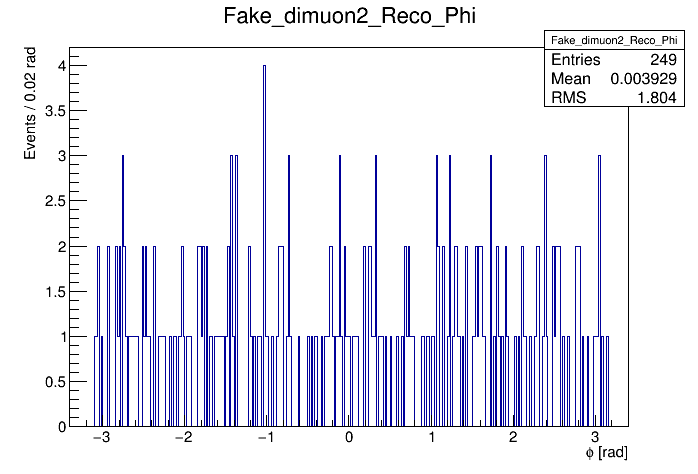 Fake_dimuon2_Reco_Phi
Fake_dimuon2_Reco_Phi
Entries 249
Mean 0.003929
RMS 1.804
Events / 0.02 rad
4
3.5
3
2.5
2
1.5
1
0.5
0
−3 −2 −1 0 1 2 3
ϕ [rad]